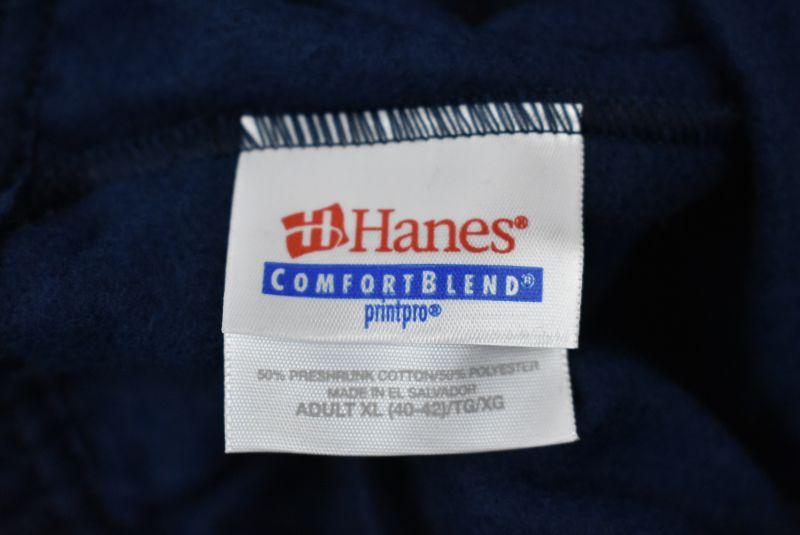 Hanes®
COMFORTBLEND®
printpro®
50% PRESHRUNK COTTON/50% POLYESTER
MADE IN EL SALVADOR
ADULT XL (40-42)/TG/XG